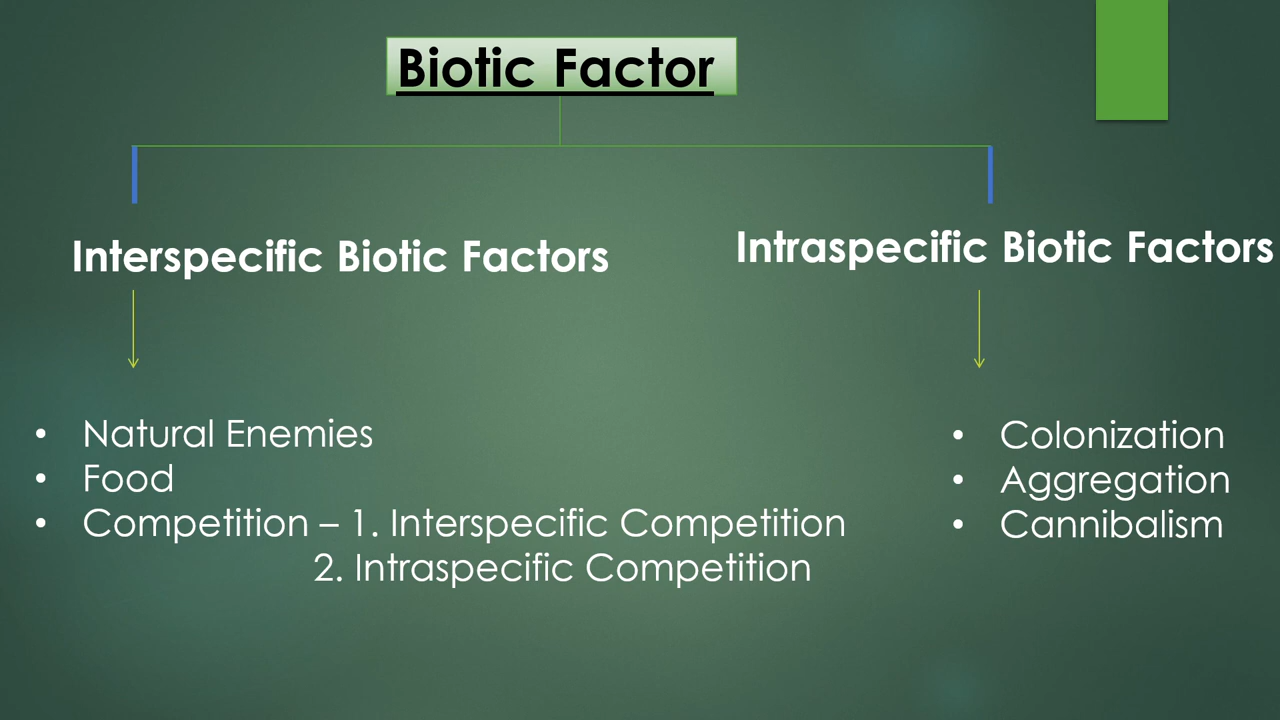 Biotic Factor
Interspecific Biotic Factors
• Natural Enemies
• Food
• Competition – 1. Interspecific Competition
2. Intraspecific Competition
Intraspecific Biotic Factors
• Colonization
• Aggregation
• Cannibalism